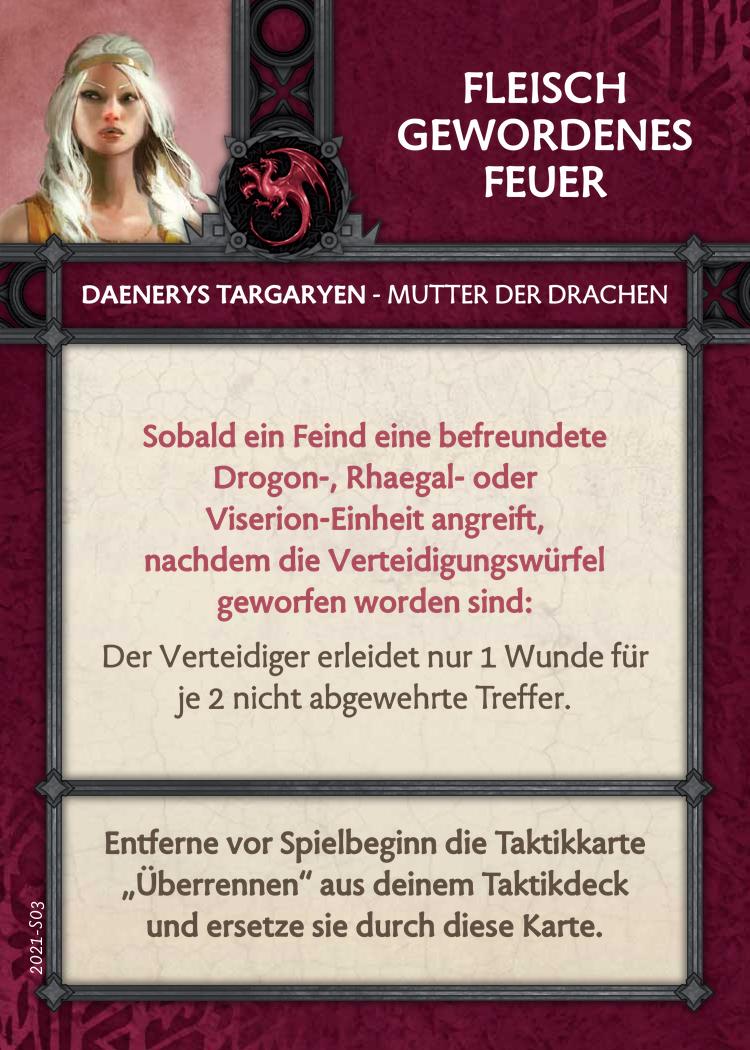 FLEISCH
GEWORDENES
FEUER
DAENERYS TARGARYEN - MUTTER DER DRACHEN
Sobald ein Feind eine befreundete
Drogon-, Rhaegal- oder
Viserion-Einheit angreift,
nachdem die Verteidigungswürfel
geworfen worden sind:
Der Verteidiger erleidet nur 1 Wunde für
je 2 nicht abgewehrte Treffer.
Entferne vor Spielbeginn die Taktikkarte
„Überrennen“ aus deinem Taktikdeck
und ersetze sie durch diese Karte.
2021-S03